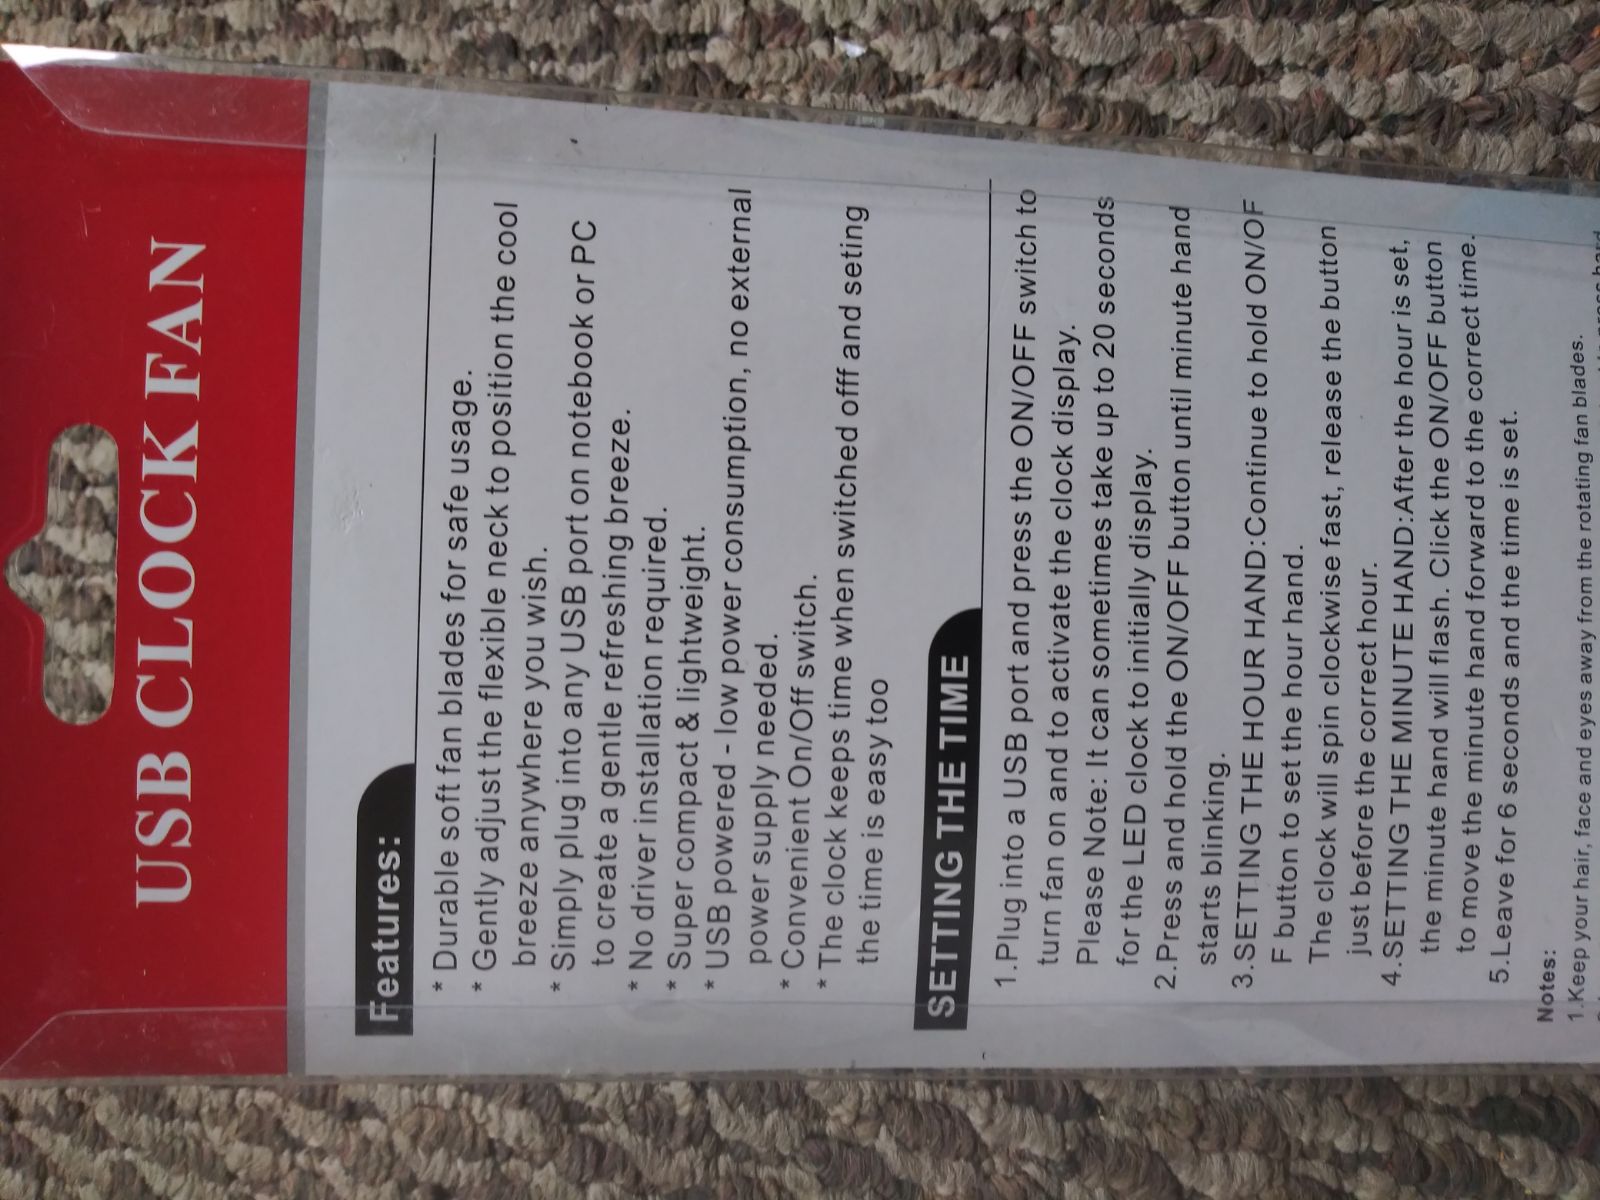 USB CLOCK FAN
Features:
* Durable soft fan blades for safe usage.
* Gently adjust the flexible neck to position the cool
breeze anywhere you wish.
* Simply plug into any USB port on notebook or PC
to create a gentle refreshing breeze.
* No driver installation required.
* Super compact & lightweight.
* USB powered - low power consumption, no external
power supply needed.
* Convenient On/Off switch.
* The clock keeps time when switched offf and seting
the time is easy too
SETTING THE TIME
1.Plug into a USB port and press the ON/OFF switch to
turn fan on and to activate the clock display.
Please Note: It can sometimes take up to 20 seconds
for the LED clock to initially display.
2.Press and hold the ON/OFF button until minute hand
starts blinking.
3.SETTING THE HOUR HAND:Continue to hold ON/OF
F button to set the hour hand.
The clock will spin clockwise fast, release the button
just before the correct hour.
4.SETTING THE MINUTE HAND:After the hour is set,
the minute hand will flash. Click the ON/OFF button
to move the minute hand forward to the correct time.
5.Leave for 6 seconds and the time is set.
Notes:
1.Keep your hair, face and eyes away from the rotating fan blades.